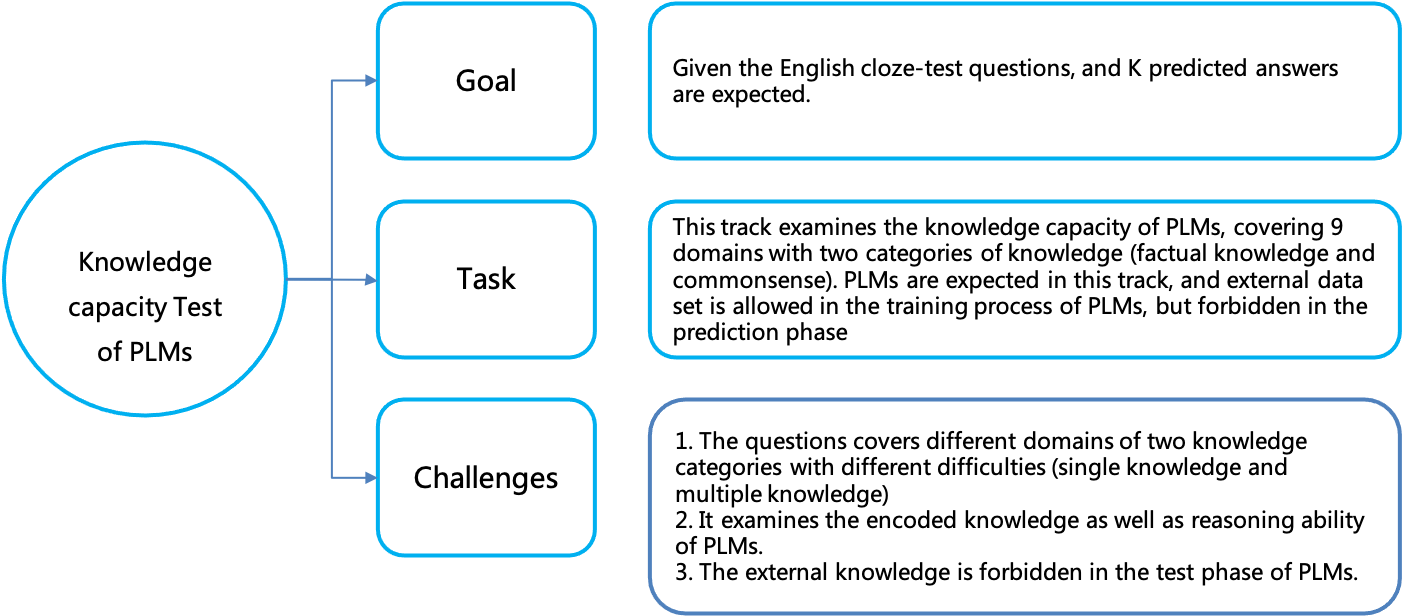 Knowledge
capacity Test
of PLMs
Goal
Given the English cloze-test questions, and K predicted answers
are expected.
Task
This track examines the knowledge capacity of PLMs, covering 9
domains with two categories of knowledge (factual knowledge and
commonsense). PLMs are expected in this track, and external data
set is allowed in the training process of PLMs, but forbidden in the
prediction phase
Challenges
1. The questions covers different domains of two knowledge
categories with different difficulties (single knowledge and
multiple knowledge)
2. It examines the encoded knowledge as well as reasoning ability
of PLMs.
3. The external knowledge is forbidden in the test phase of PLMs.